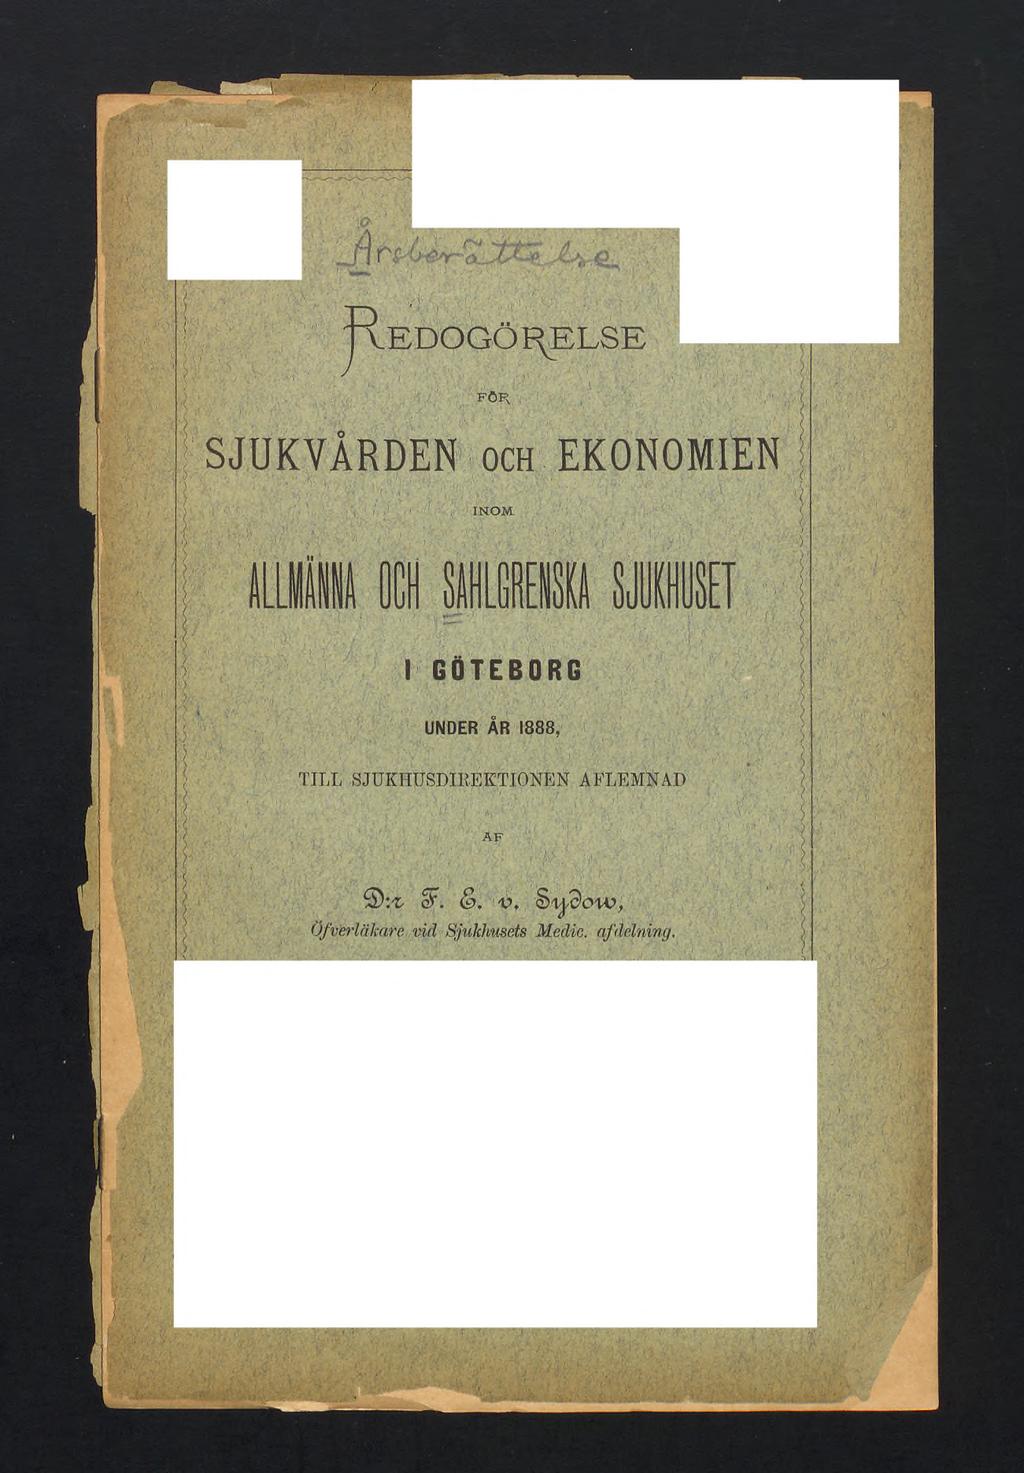 Årsberättelse
REDOGÖRELSE
FÖR
SJUKVÅRDEN OCH EKONOMIEN
INOM
ALLMÄNNA OCH SAHLGRENSKA SJUKHUSET
I GÖTEBORG
UNDER ÅR 1888,
TILL SJUKHUSDIREKTIONEN AFLEMNAD
AF
D:r F. E. v. Sydow,
Öfverläkare vid Sjukhusets Medic. afdelning.